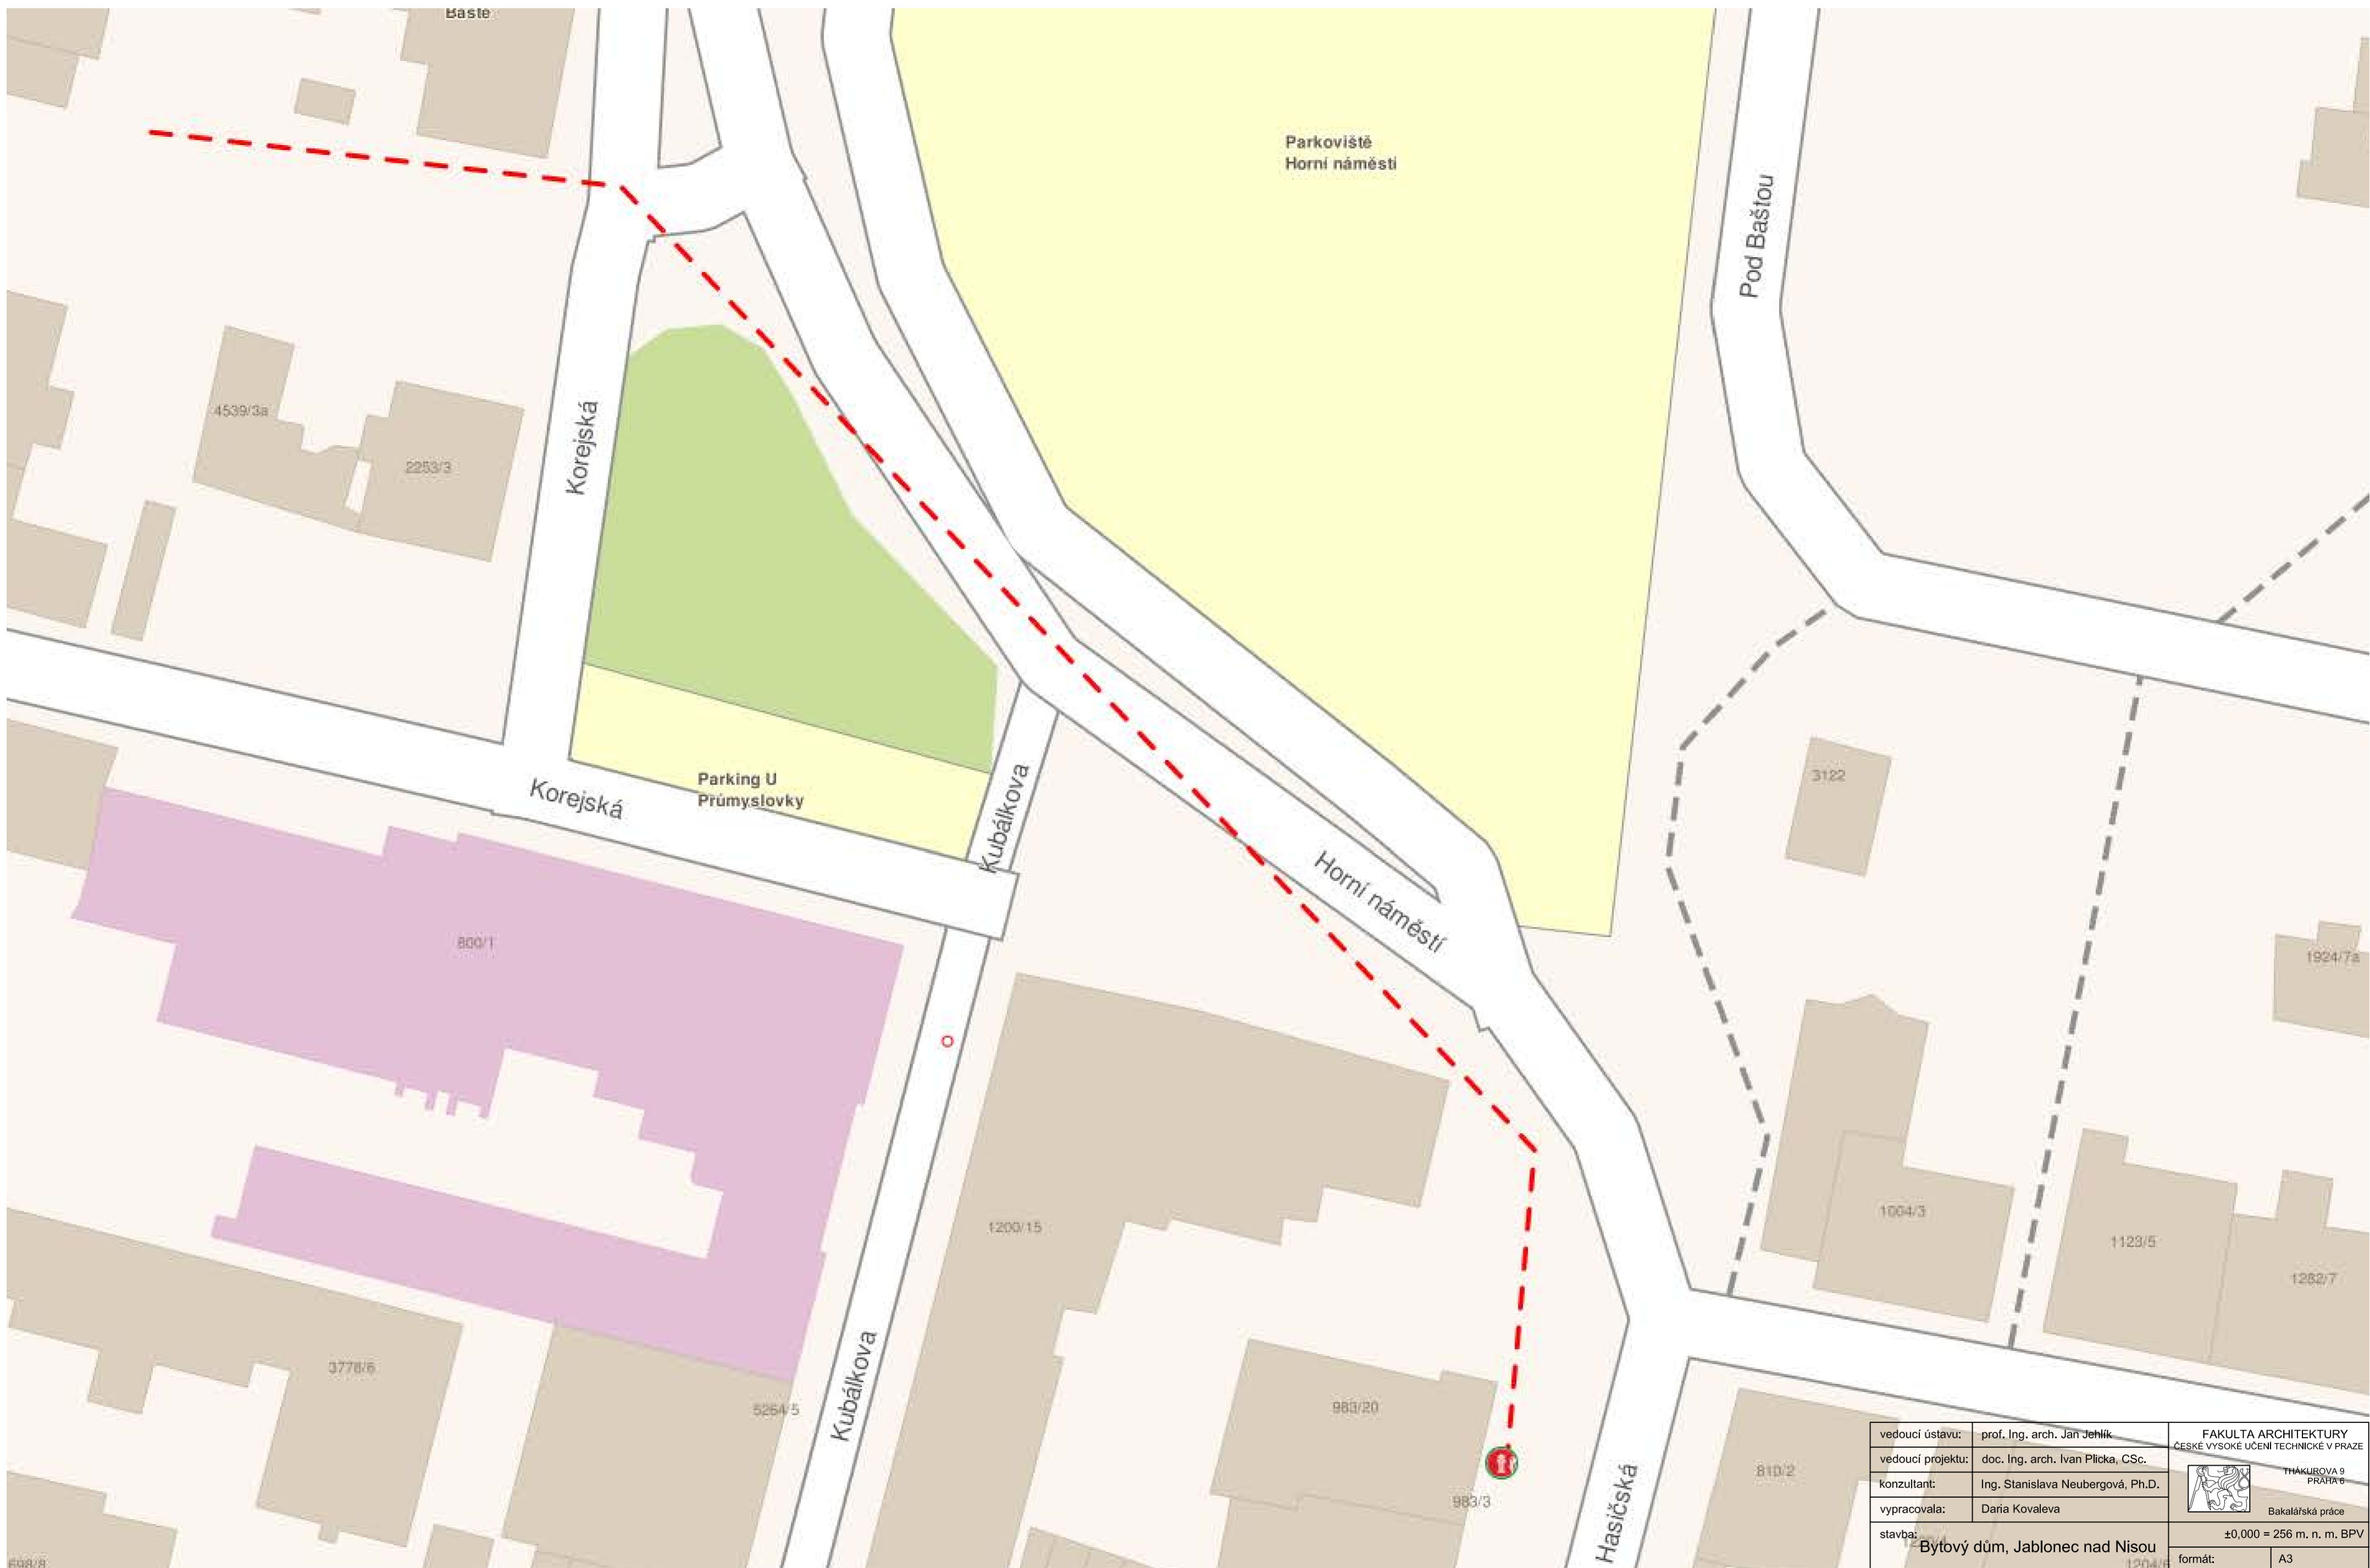 Baště
Parkoviště
Horní náměstí
Pod Baštou
4539/3a
2253/3
Korejská
3122
Parking U
Průmyslovky
Korejská
Kubálkova
Horní náměstí
800/1
1924/7a
1200/15
1004/3
1123/5
1282/7
3778/6
Kubálkova
5264/5
983/20
983/3
Hasičská
810/2
698/8
vedoucí ústavu:
prof. Ing. arch. Jan Jehlík
vedoucí projektu:
doc. Ing. arch. Ivan Plicka, CSc.
konzultant:
Ing. Stanislava Neubergová, Ph.D.
vypracovala:
Daria Kovaleva
stavba:
Bytový dům, Jablonec nad Nisou
FAKULTA ARCHITEKTURY
ČESKÉ VYSOKÉ UČENÍ TECHNICKÉ V PRAZE
THÁKUROVA 9
PRAHA 6
Bakalářská práce
±0,000 = 256 m. n. m. BPV
formát:
A3